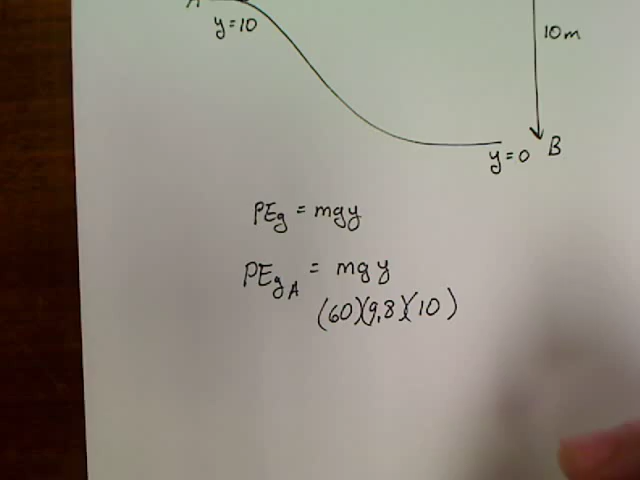 A
y=10
10m
y=0 B
PEg = mgy
PEgA = mgy
(60)(9.8)(10)